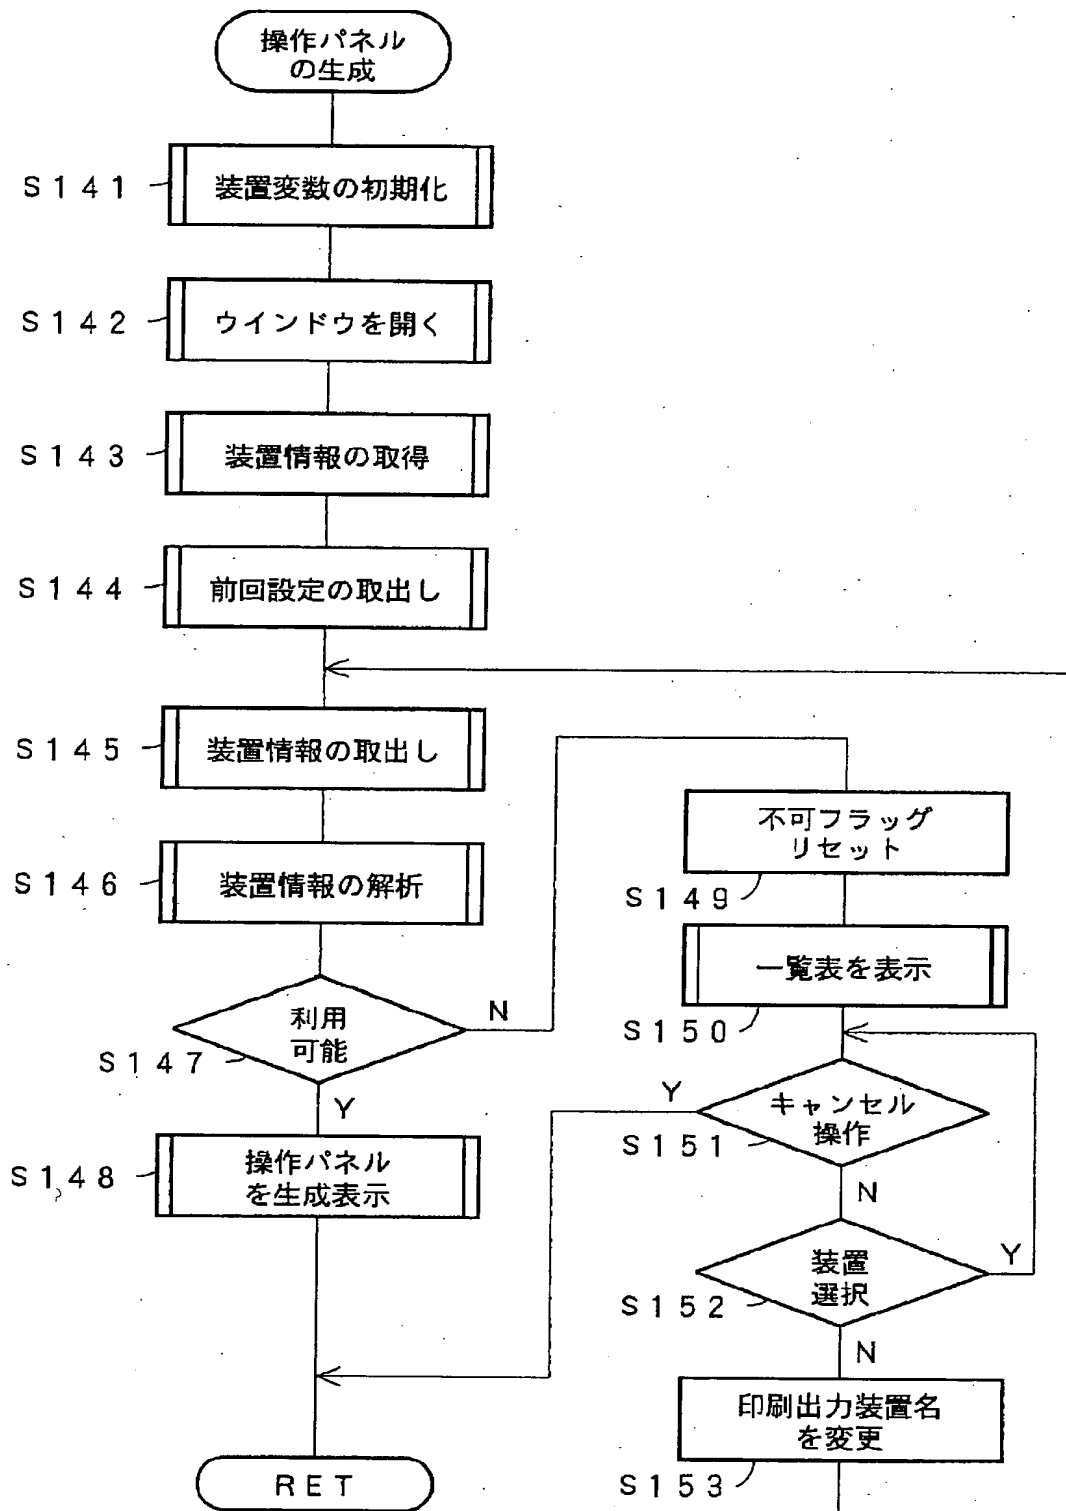 操作パネル
の生成
S141
装置変数の初期化
S142
ウインドウを開く
S143
装置情報の取得
S144
前回設定の取出し
S145
装置情報の取出し
S146
装置情報の解析
利用
可能
S147
N
Y
S148
操作パネル
を生成表示
不可フラッグ
リセット
S149
一覧表を表示
S150
キャンセル
操作
S151
Y
N
装置
選択
S152
Y
N
印刷出力装置名
を変更
S153
RET